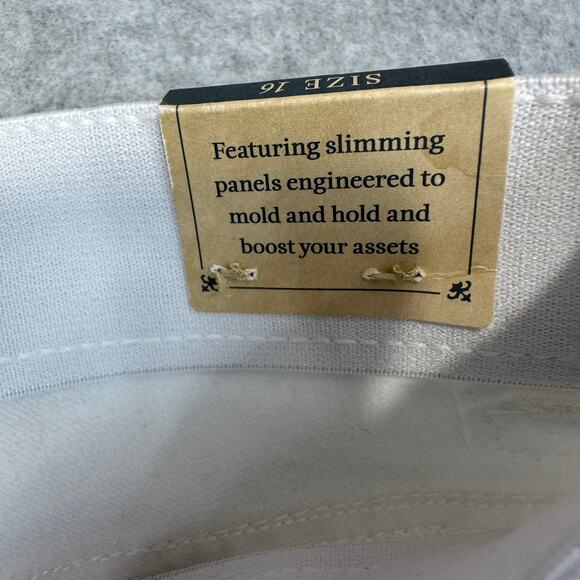 SIZE 16
Featuring slimming
panels engineered to
mold and hold and
boost your assets